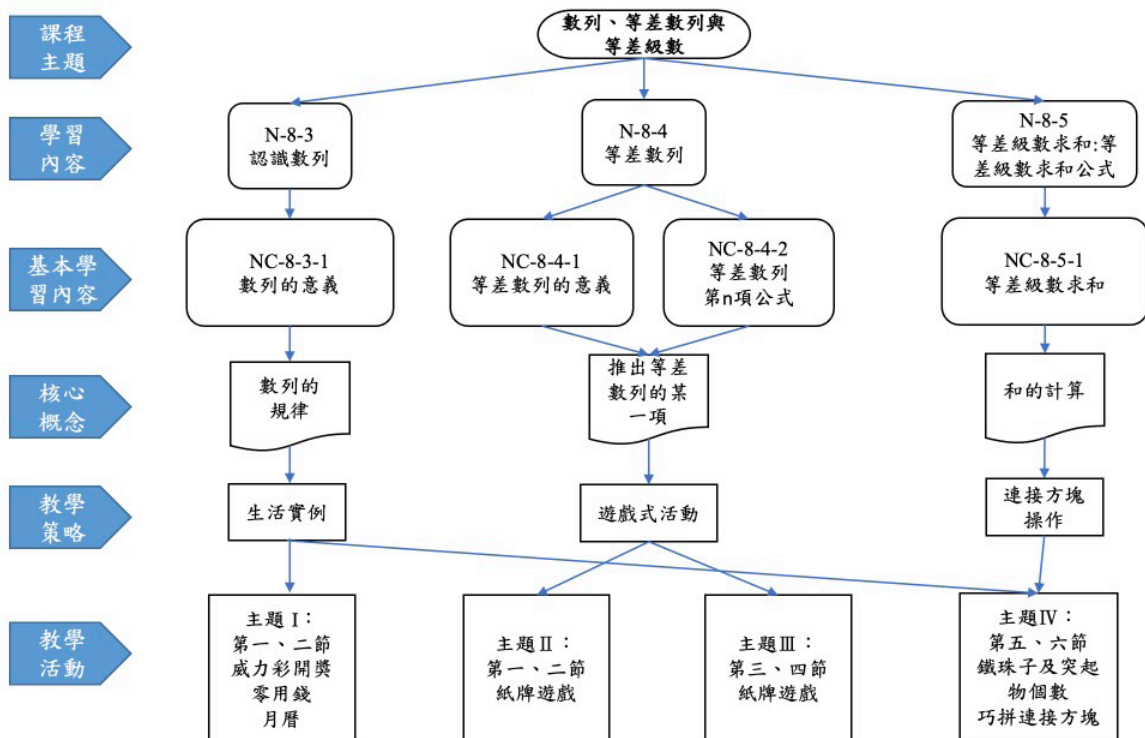 課程
主題
數列、等差數列與
等差級數
學習
內容
N-8-3
認識數列
N-8-4
等差數列
N-8-5
等差級數求和:等
差級數求和公式
基本學
習內容
NC-8-3-1
數列的意義
NC-8-4-1
等差數列的意義
NC-8-4-2
等差數列
第n項公式
NC-8-5-1
等差級數求和
核心
概念
數列的
規律
推出等差
數列的某
一項
和的計算
教學
策略
生活實例
遊戲式活動
連接方塊
操作
教學
活動
主題Ⅰ：
第一、二節
威力彩開獎
零用錢
月曆
主題Ⅱ：
第一、二節
紙牌遊戲
主題Ⅲ：
第三、四節
紙牌遊戲
主題Ⅳ：
第五、六節
鐵珠子及突起
物個數
巧拼連接方塊